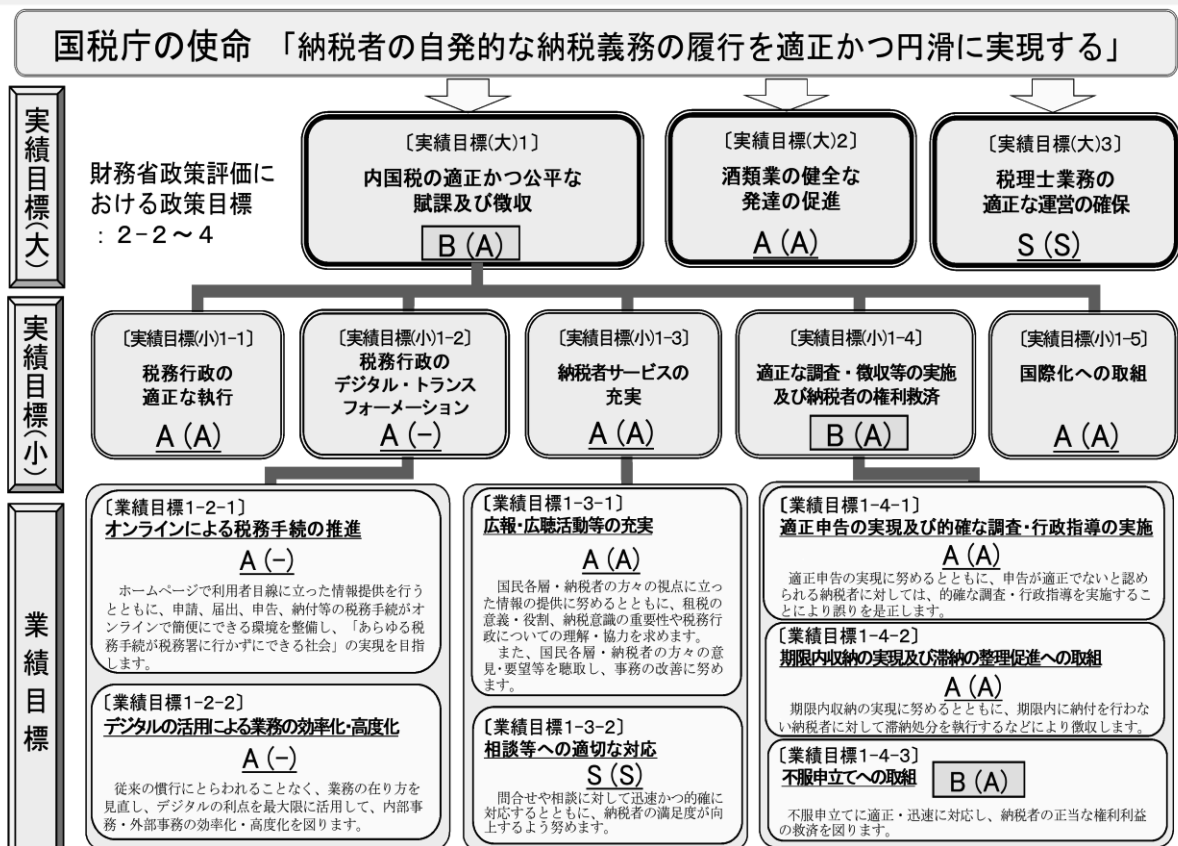 国税庁の使命 「納税者の自発的な納税義務の履行を適正かつ円滑に実現する」
実績目標(大)
財務省政策評価に
おける政策目標
：２-２～４
〔実績目標(大)1〕
内国税の適正かつ公平な
賦課及び徴収
B (A)
〔実績目標(大)2〕
酒類業の健全な
発達の促進
A (A)
〔実績目標(大)3〕
税理士業務の
適正な運営の確保
S (S)
実績目標(小)
〔実績目標(小)1-1〕
税務行政の
適正な執行
A (A)
〔実績目標(小)1-2〕
税務行政の
デジタル・トランス
フォーメーション
A (-)
〔実績目標(小)1-3〕
納税者サービスの
充実
A (A)
〔実績目標(小)1-4〕
適正な調査・徴収等の実施
及び納税者の権利救済
B (A)
〔実績目標(小)1-5〕
国際化への取組
A (A)
業績目標
〔業績目標1-2-1〕
オンラインによる税務手続の推進
A (-)
ホームページで利用者目線に立った情報提供を行う
とともに、申請、届出、申告、納付等の税務手続がオ
ンラインで簡便にできる環境を整備し、「あらゆる税
務手続が税務署に行かずにできる社会」の実現を目指
します。
〔業績目標1-2-2〕
デジタルの活用による業務の効率化・高度化
A (-)
従来の慣行にとらわれることなく、業務の在り方を
見直し、デジタルの利点を最大限に活用して、内部事
務・外部事務の効率化・高度化を図ります。
〔業績目標1-3-1〕
広報・広聴活動等の充実
A (A)
国民各層・納税者の方々の視点に立っ
た情報の提供に努めるとともに、租税の
意義・役割、納税意識の重要性や税務行
政についての理解・協力を求めます。
また、国民各層・納税者の方々の意
見・要望等を聴取し、事務の改善に努め
ます。
〔業績目標1-3-2〕
相談等への適切な対応
S (S)
問合せや相談に対して迅速かつ的確に
対応するとともに、納税者の満足度が向
上するよう努めます。
〔業績目標1-4-1〕
適正申告の実現及び的確な調査・行政指導の実施
A (A)
適正申告の実現に努めるとともに、申告が適正でないと認め
られる納税者に対しては、的確な調査・行政指導を実施するこ
とにより誤りを是正します。
〔業績目標1-4-2〕
期限内収納の実現及び滞納の整理促進への取組
A (A)
期限内収納の実現に努めるとともに、期限内に納付を行わな
い納税者に対して滞納処分を執行するなどにより徴収します。
〔業績目標1-4-3〕
不服申立てへの取組 B (A)
不服申立てに適正・迅速に対応し、納税者の正当な権利利益
の救済を図ります。